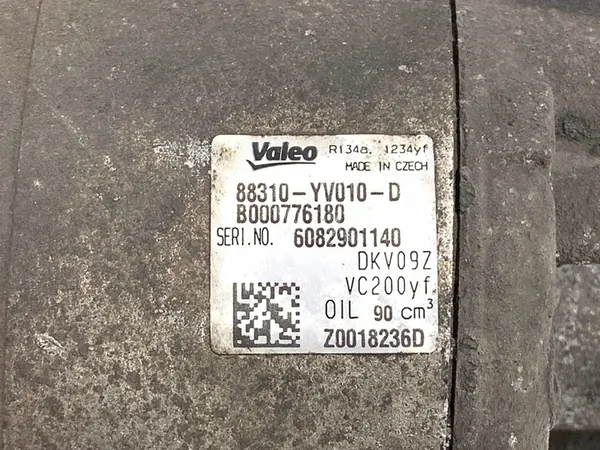 Valeo R134a. 1234yf
MADE IN CZECH
88310-YV010-D
B000776180
SERI.NO. 6082901140
DKV09Z
VC200yf
OIL 90 cm³
Z0018236D